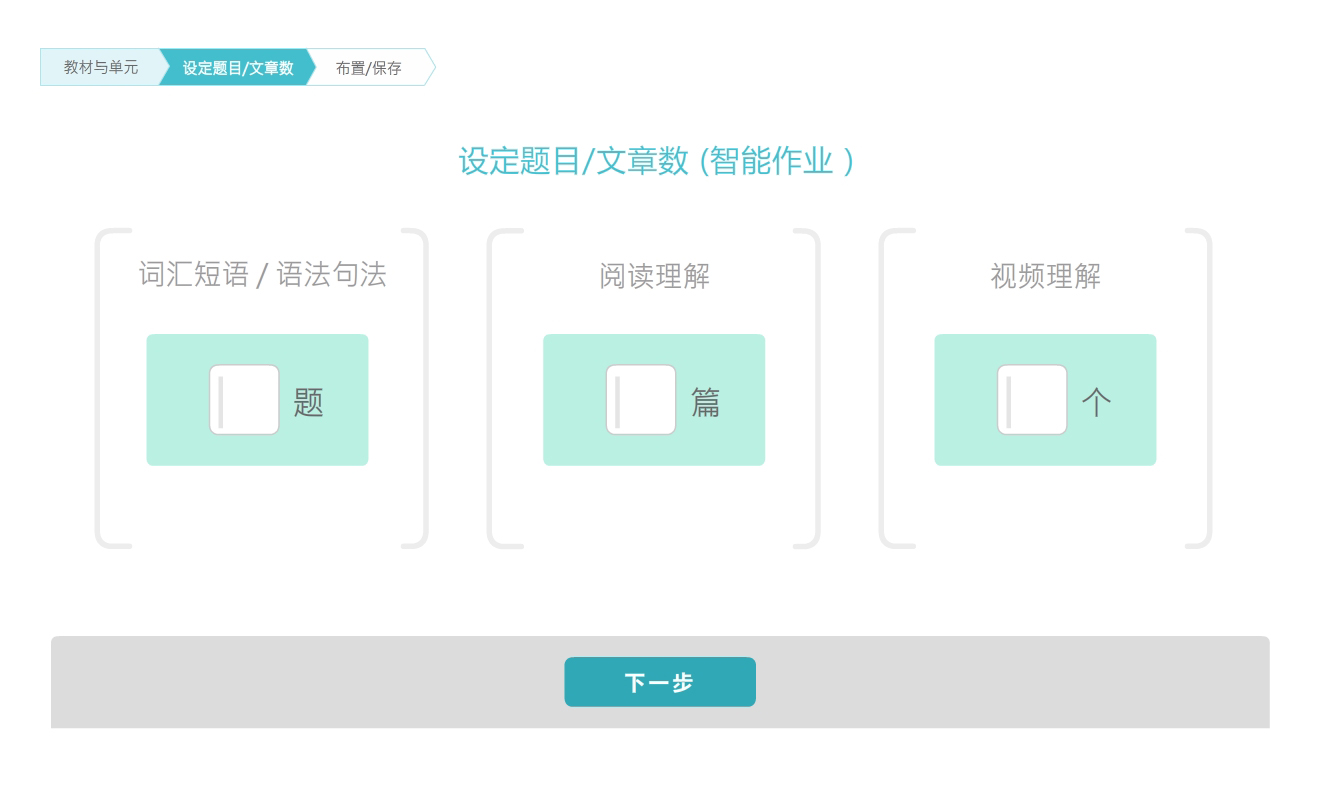 教材与单元 设定题目/文章数 布置/保存
设定题目/文章数 (智能作业 )
词汇短语 / 语法句法
题
阅读理解
篇
视频理解
个
下一步